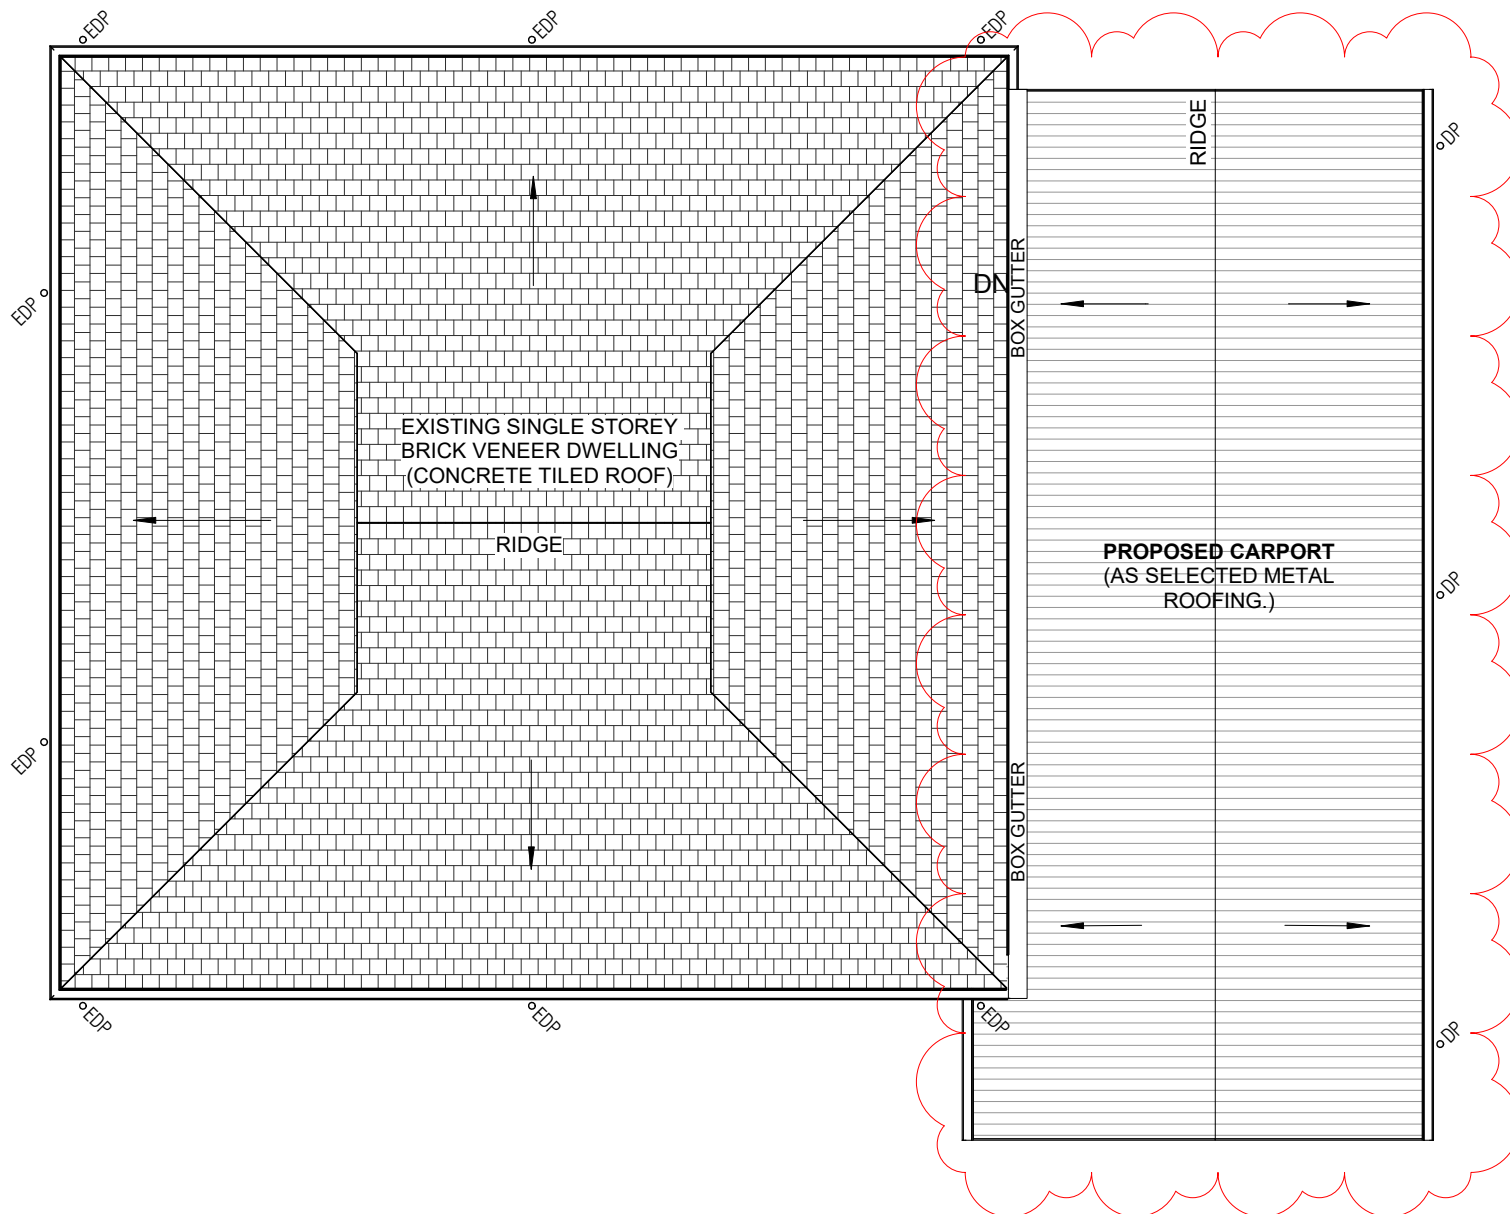 EDP
EDP
EDP
RIDGE
DP
EDP
DN
BOX GUTTER
EXISTING SINGLE STOREY
BRICK VENEER DWELLING
(CONCRETE TILED ROOF)
RIDGE
PROPOSED CARPORT
(AS SELECTED METAL
ROOFING.)
DP
EDP
BOX GUTTER
EDP
EDP
EDP
DP